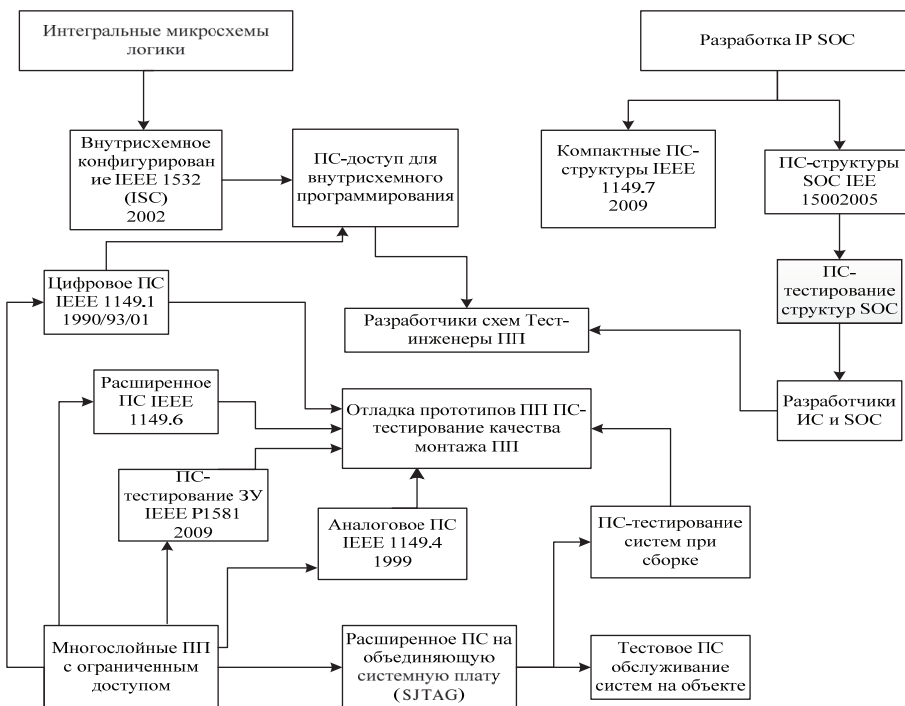 Интегральные микросхемы
логики
Разработка IP SOC
Внутрисхемное
конфигурирован
ие IEEE 1532
(ISC)
2002
ПС-доступ для
внутрисхемного
программирования
Компактные ПС-
структуры IEEE
1149.7
2009
ПС-структуры
SOC IEE
15002005
Цифровое ПС
IEEE 1149.1
1990/93/01
ПС-
тестирование
структур SOC
Разработчики схем Тест-
инженеры ПП
Расширенное
ПС IEEE
1149.6
Отладка прототипов ПП ПС-
тестирование качества
монтажа ПП
Разработчики
ИС и SOC
ПС-
тестирование ЗУ
IEEE P1581
2009
Аналоговое ПС
IEEE 1149.4
1999
ПС-тестирование
систем при
сборке
Многослойные ПП
с ограниченным
доступом
Расширенное ПС на
объединяющую
системную плату
(SJTAG)
Тестовое ПС
обслуживание
систем на объекте